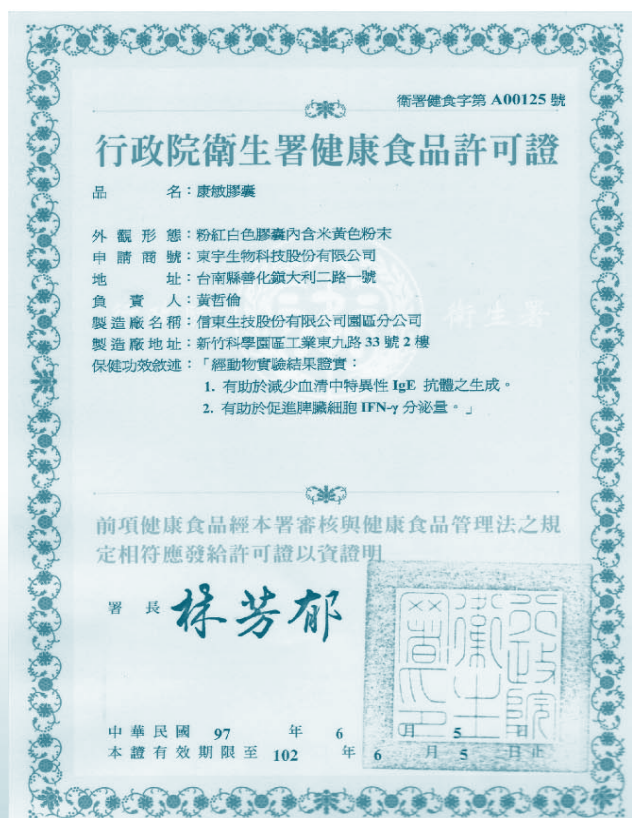 衛署健食字第 A00125 號
行政院衛生署健康食品許可證
品 名：康敏膠囊
外觀形態：粉紅白色膠囊內含米黃色粉末
申請商號：東宇生物科技股份有限公司
地 址：台南縣善化鎮大利二路一號
負責人：黃哲倫
製造廠名稱：信東生技股份有限公司園區分公司
製造廠地址：新竹科學園區工業東九路 33 號 2 樓
保健功效敘述：「經動物實驗結果證實：
1. 有助於減少血清中特異性 IgE 抗體之生成。
2. 有助於促進脾臟細胞 IFN-γ 分泌量。」
衛生署
前項健康食品經本署審核與健康食品管理法之規
定相符應發給許可證以資證明
署長 林芳郁
行政院衛生署印
中華民國 97 年 6 月 5 日
本證有效期限至 102 年 6 月 5 日止